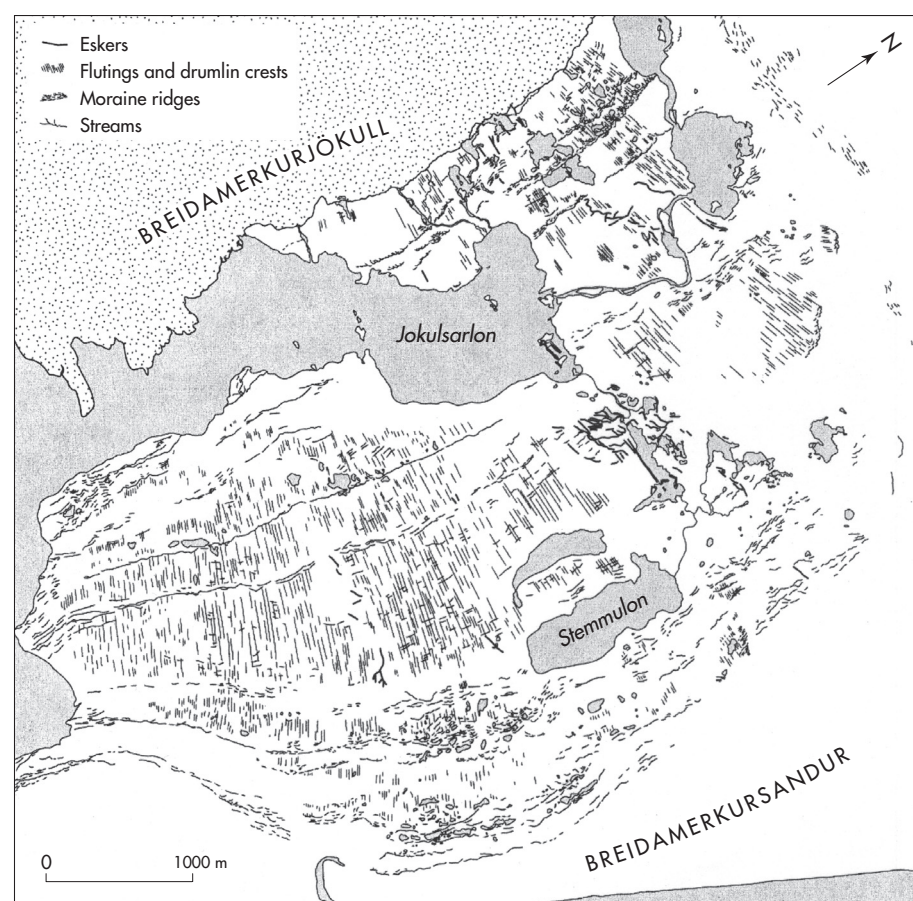 Eskers
Flutings and drumlin crests
Moraine ridges
Streams
N
BREIDAMERKURJÖKULL
Jokulsarlon
Stemmulon
BREIDAMERKURSANDUR
0 1000 m